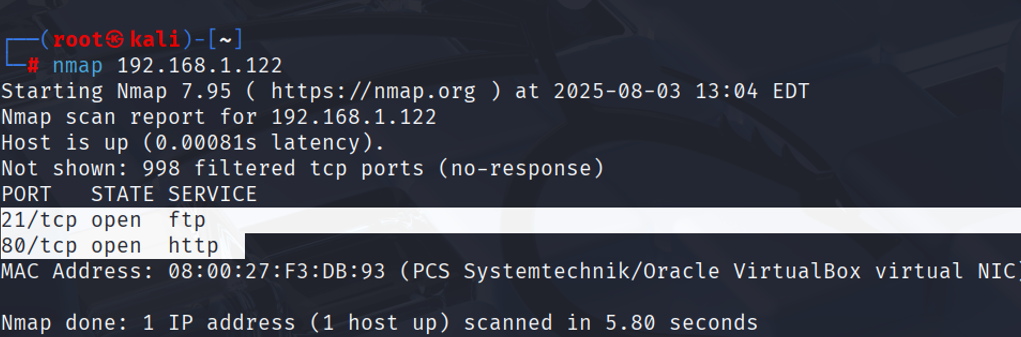 ┌──(root㉿kali)-[~]
└─# nmap 192.168.1.122
Starting Nmap 7.95 ( https://nmap.org ) at 2025-08-03 13:04 EDT
Nmap scan report for 192.168.1.122
Host is up (0.00081s latency).
Not shown: 998 filtered tcp ports (no-response)
PORT   STATE SERVICE
21/tcp open  ftp
80/tcp open  http
MAC Address: 08:00:27:F3:DB:93 (PCS Systemtechnik/Oracle VirtualBox virtual NIC)
Nmap done: 1 IP address (1 host up) scanned in 5.80 seconds